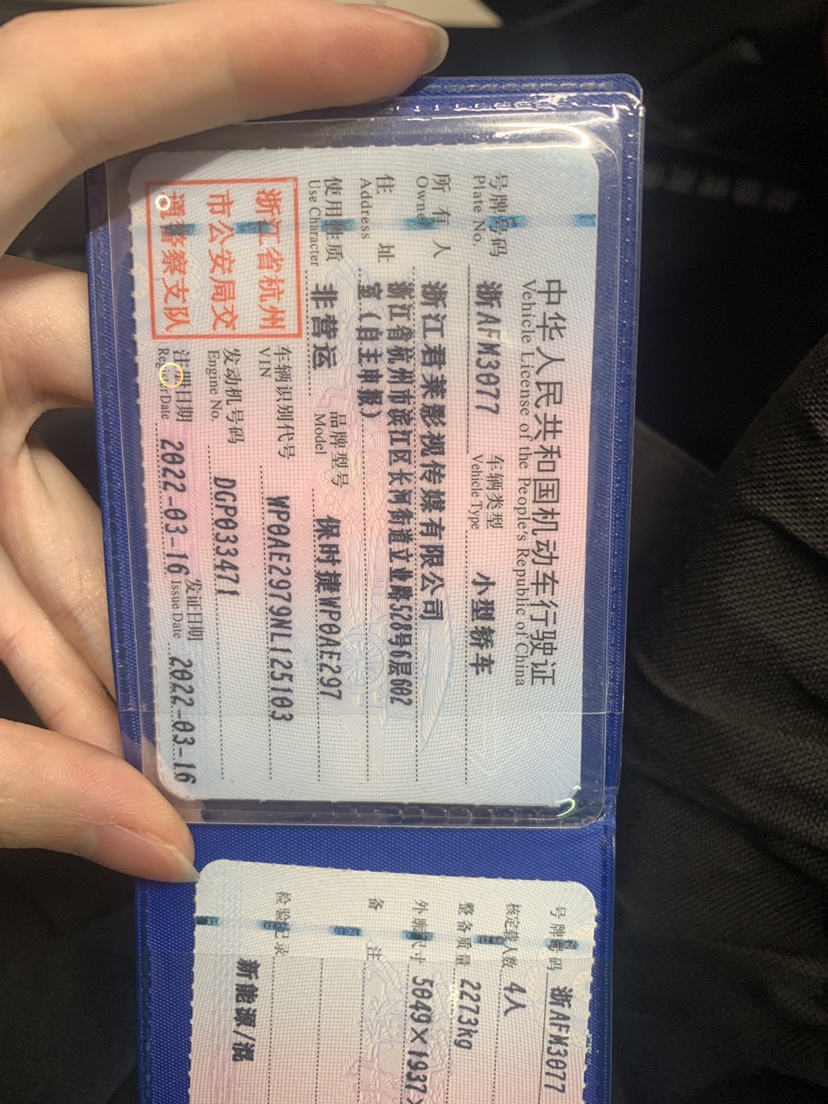 中华人民共和国机动车行驶证
Vehicle License of the People's Republic of China
号牌号码 浙AFM3077 车辆类型 小型轿车
Plate No. Vehicle Type
所有人 浙江君莱影视传媒有限公司
Owner
住址 浙江省杭州市滨江区长河街道立业路528号6层602
Address 室(自主申报)
使用性质 非营运 品牌型号 保时捷WP0AE297
Use Character Model
浙江省杭州
市公安局交
通警察支队
车辆识别代号 WP0AE2979NL125103
VIN
发动机号码 DGP033471
Engine No.
注册日期 2022-03-16 发证日期 2022-03-16
Date Issue Date
号牌号码 浙AFM3077
核定载人数 4人
整备质量 2273kg
外廓尺寸 5049×1937×
备注
检验记录
新能源/混